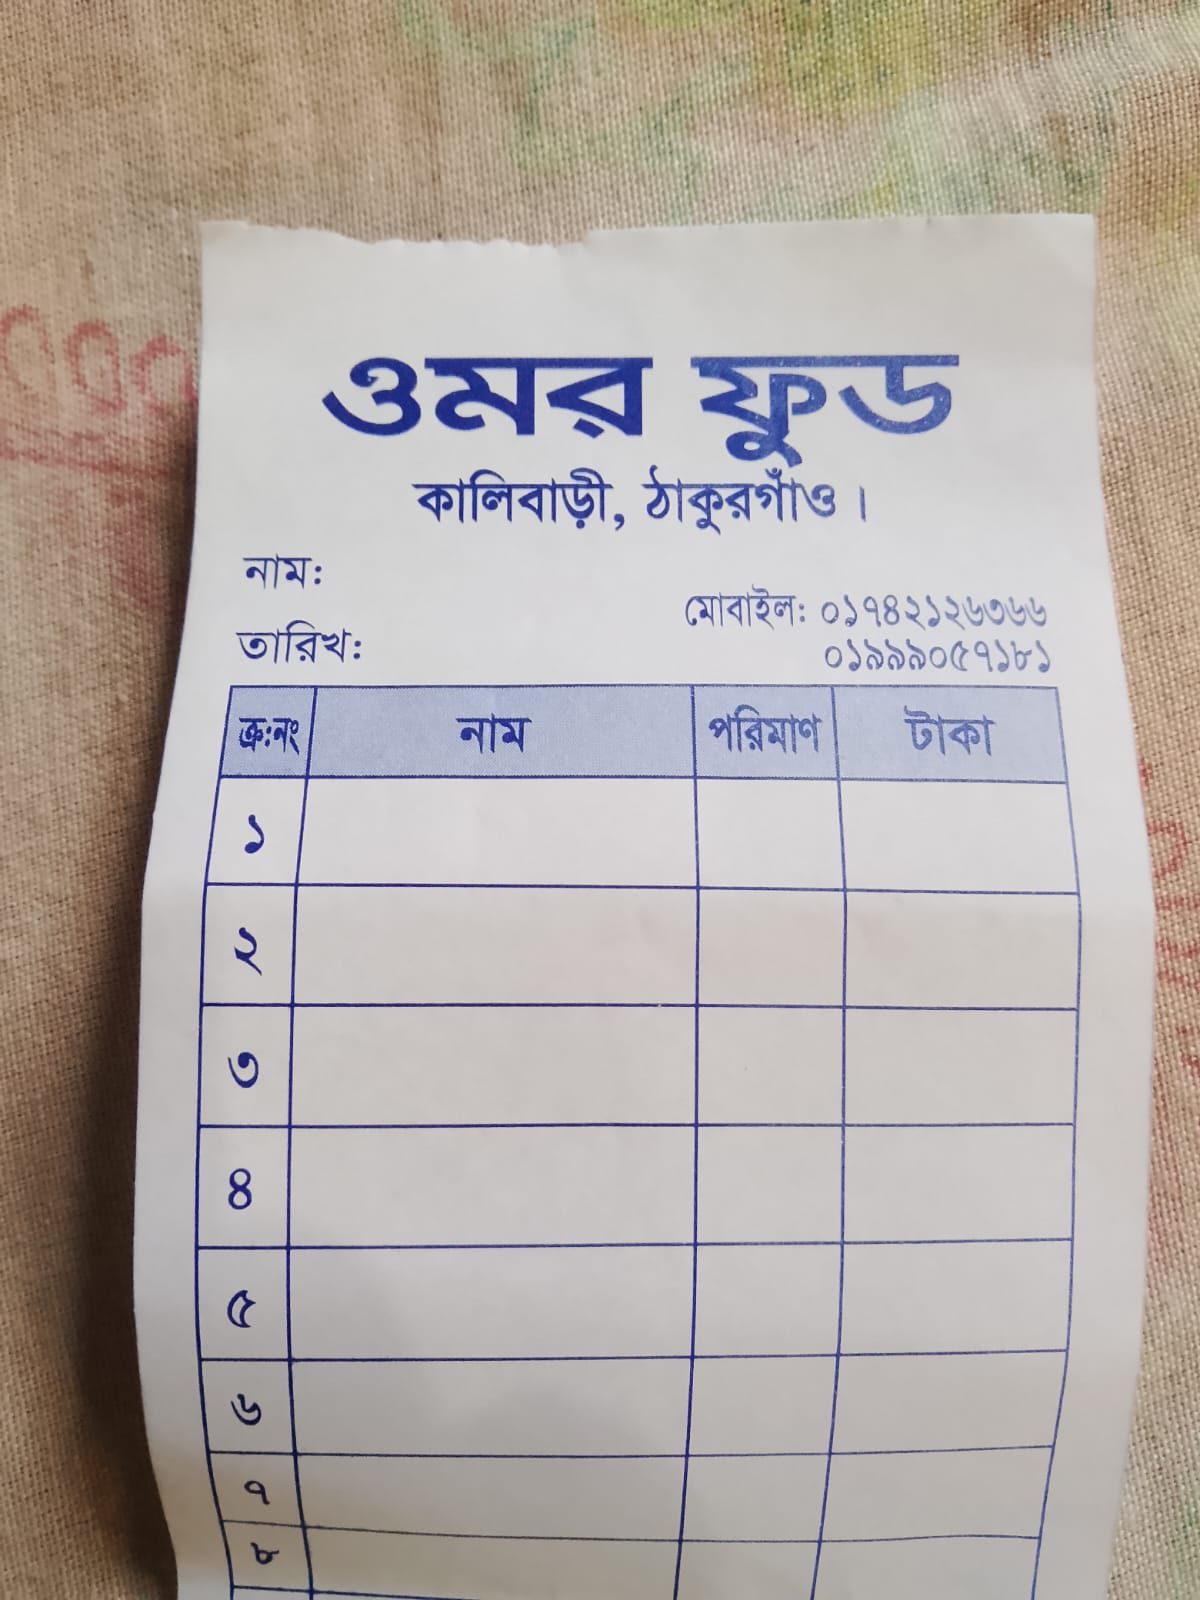 ওমর ফুড
কালিবাড়ী, ঠাকুরগাঁও।
নাম:
মোবাইল: ০১৭৪২১২৬৩৬৬
তারিখ:
০১৯৯৯০৫৭১৮১
ক্র:নং নাম পরিমাণ টাকা
১
২
৩
৪
৫
৬
৭
৮